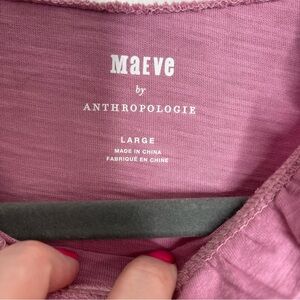 MaEVe
by
ANTHROPOLOGIE
LARGE
MADE IN CHINA
FABRIQUÉ EN CHINE